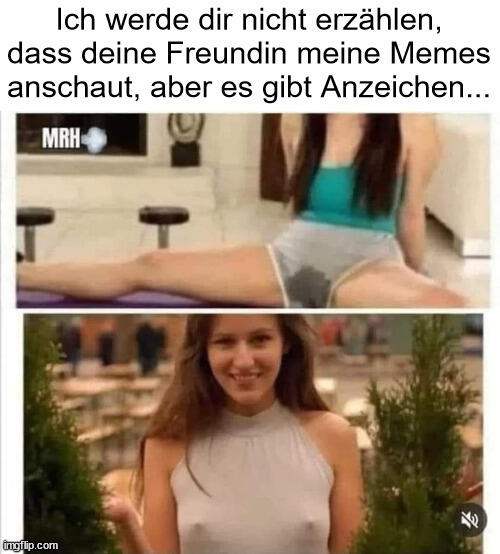 Ich werde dir nicht erzählen,
dass deine Freundin meine Memes
anschaut, aber es gibt Anzeichen...
MRH
imgflip.com